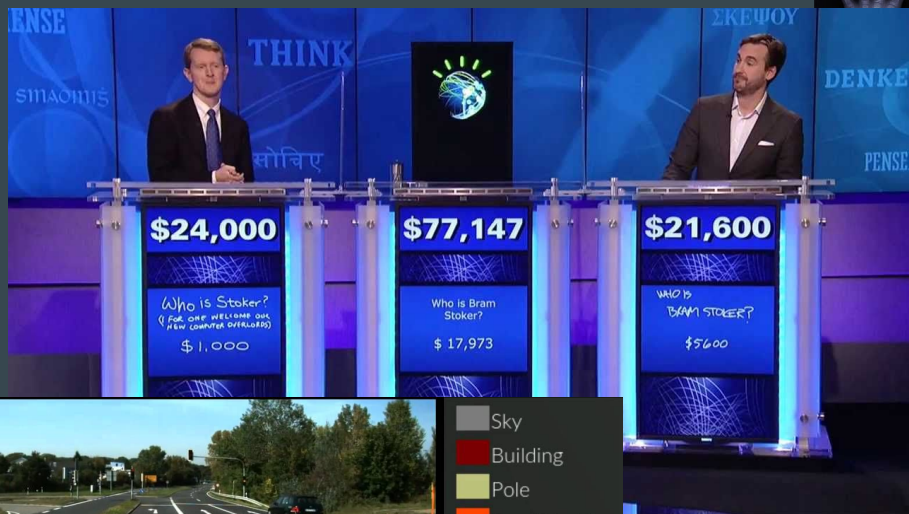 ENSE
THINK
ΣΚΕΨΟΥ
DENKE
सोचिए
PENSE
$24,000
$77,147
$21,600
Who is Stoker?
(I FOR ONE WELCOME OUR
NEW COMPUTER OVERLORDS)
$1,000
Who is Bram
Stoker?
$ 17,973
WHO IS
BRAM STOKER?
$5600
Sky
Building
Pole